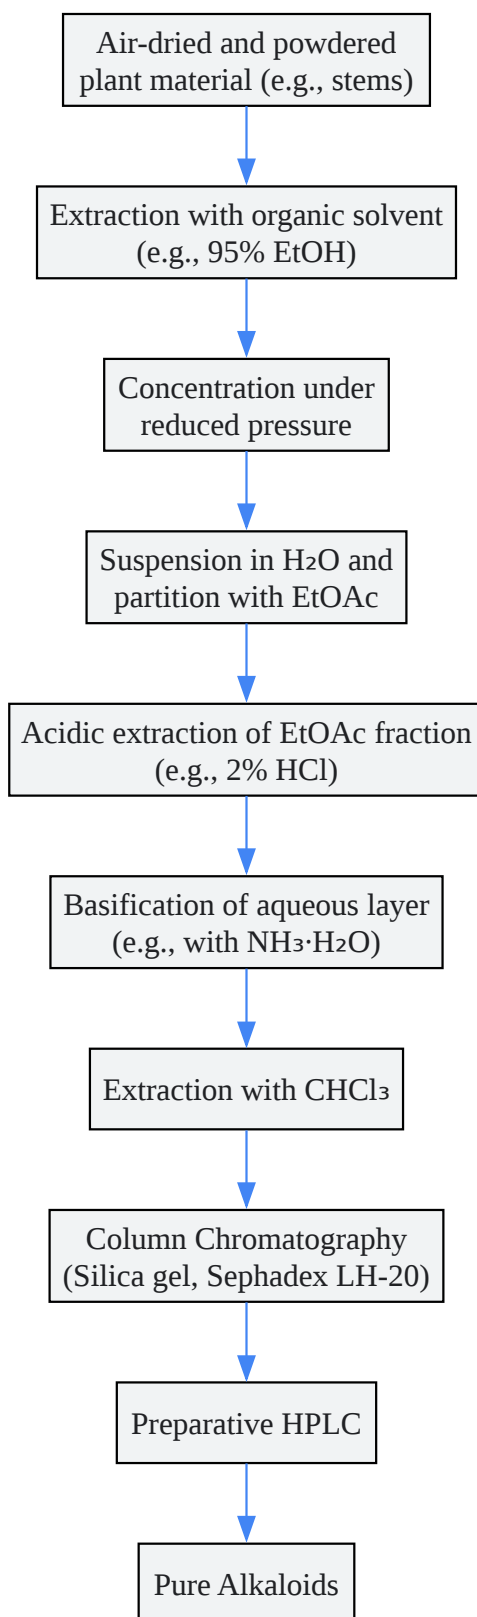 Air-dried and powdered
plant material (e.g., stems)
Extraction with organic solvent
(e.g., 95% EtOH)
Concentration under
reduced pressure
Suspension in H₂O and
partition with EtOAc
Acidic extraction of EtOAc fraction
(e.g., 2% HCl)
Basification of aqueous layer
(e.g., with NH₃·H₂O)
Extraction with CHCl₃
Column Chromatography
(Silica gel, Sephadex LH-20)
Preparative HPLC
Pure Alkaloids